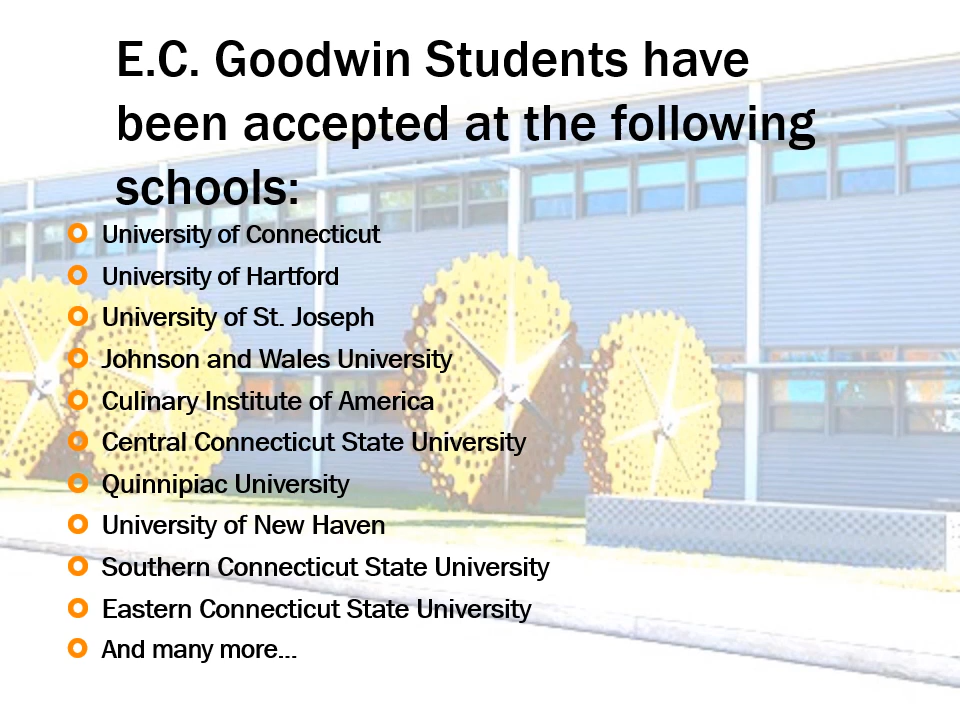 E.C. Goodwin Students have
been accepted at the following
schools:
University of Connecticut
University of Hartford
University of St. Joseph
Johnson and Wales University
Culinary Institute of America
Central Connecticut State University
Quinnipiac University
University of New Haven
Southern Connecticut State University
Eastern Connecticut State University
And many more…